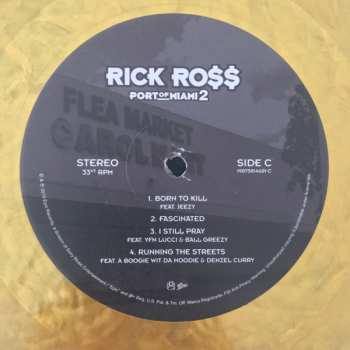 RICK RO$$
PORT OF MIAMI 2
FLEA MARKET
STEREO
33⅓ RPM
SIDE C
1. BORN TO KILL
FEAT. JEEZY
2. FASCINATED
3. I STILL PRAY
FEAT. YFN LUCCI & BALL GREEZY
4. RUNNING THE STREETS
FEAT. A BOOGIE WIT DA HOODIE & DENZEL CURRY